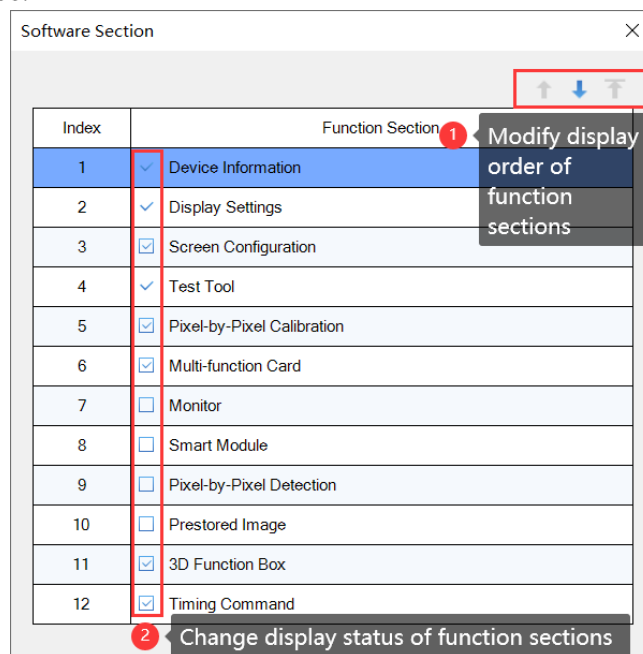 Software Section
Index Function Section
1 Modify display
order of
function
sections
1 Device Information
2 Display Settings
3 Screen Configuration
4 Test Tool
5 Pixel-by-Pixel Calibration
6 Multi-function Card
7 Monitor
8 Smart Module
9 Pixel-by-Pixel Detection
10 Prestored Image
11 3D Function Box
12 Timing Command
2 Change display status of function sections